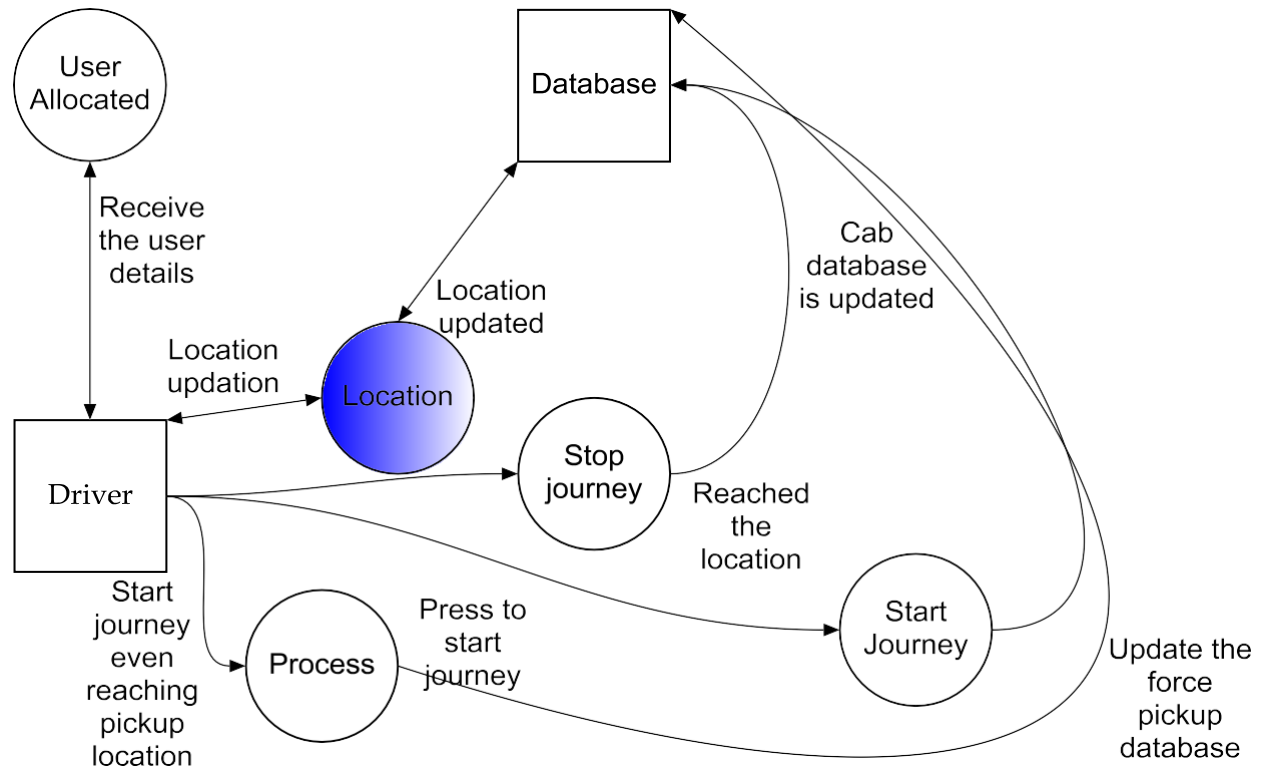 User
Allocated
Database
Receive
the user
details
Cab
database
is updated
Location
updated
Location
updation
Location
Stop
journey
Driver
Reached
the
location
Start
journey
even
reaching
pickup
location
Process
Press to
start
journey
Start
Journey
Update the
force
pickup
database